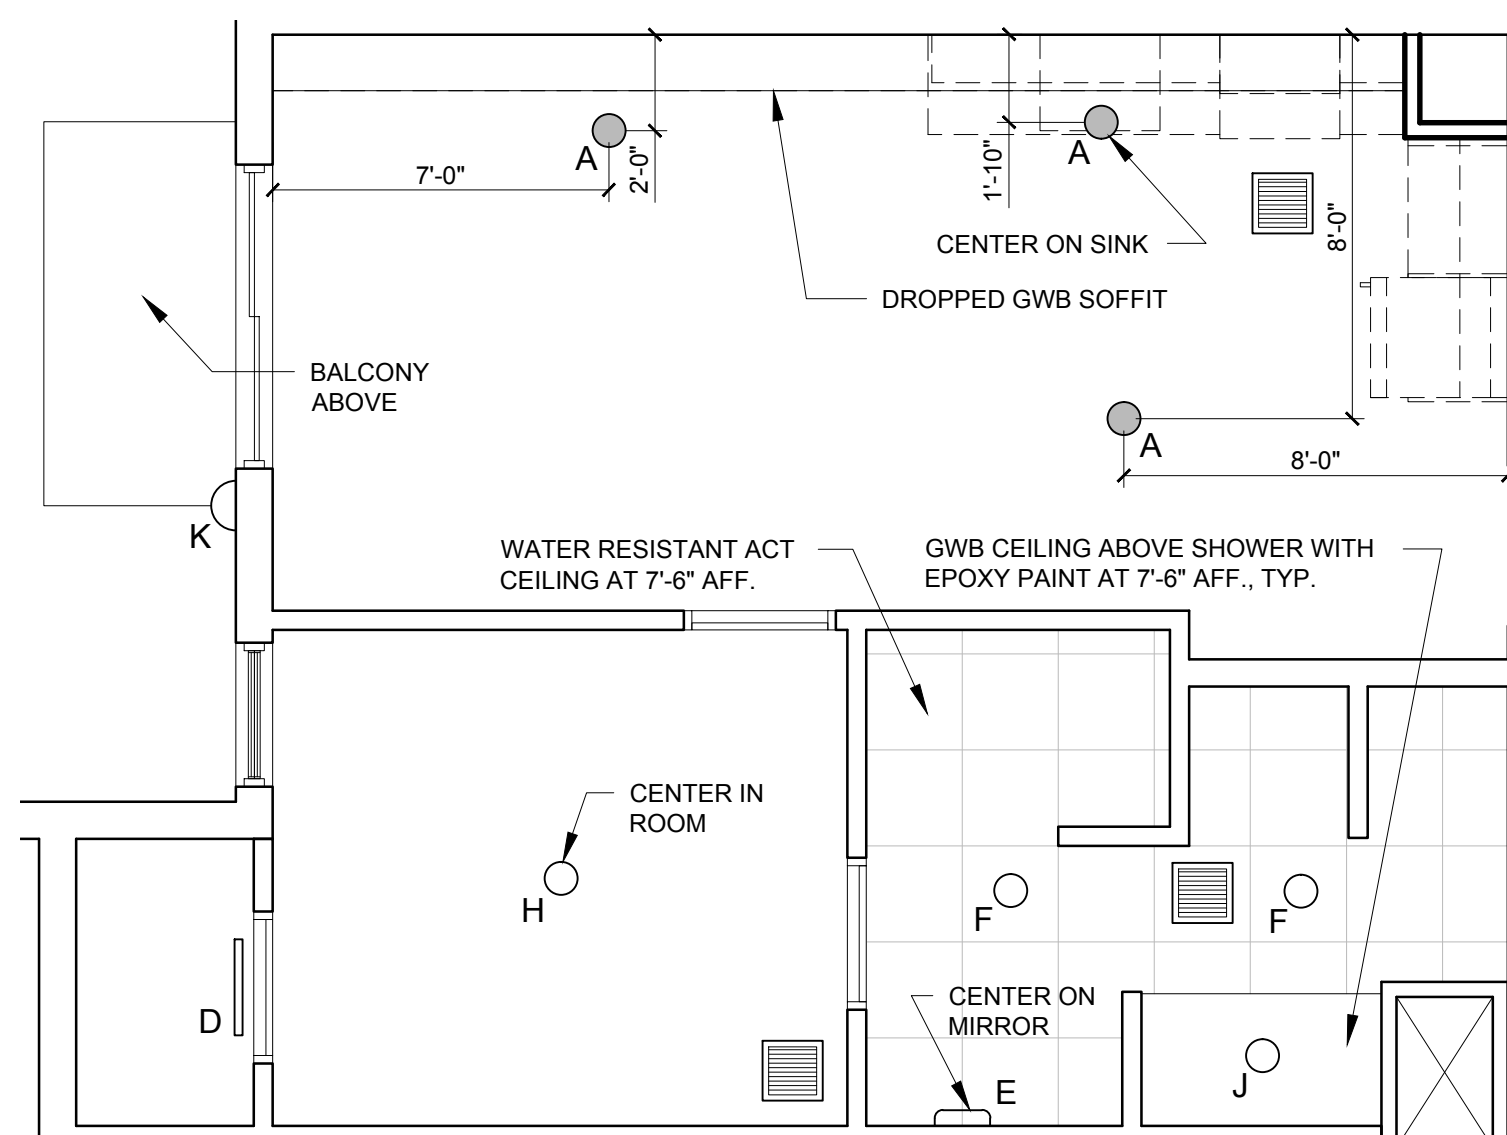 A
7'-0"
2'-0"
1'-10"
A
8'-0"
CENTER ON SINK
DROPPED GWB SOFFIT
BALCONY
ABOVE
A
8'-0"
K
WATER RESISTANT ACT
CEILING AT 7'-6" AFF.
GWB CEILING ABOVE SHOWER WITH
EPOXY PAINT AT 7'-6" AFF., TYP.
CENTER IN
ROOM
H
F
F
D
CENTER ON
MIRROR
E
J